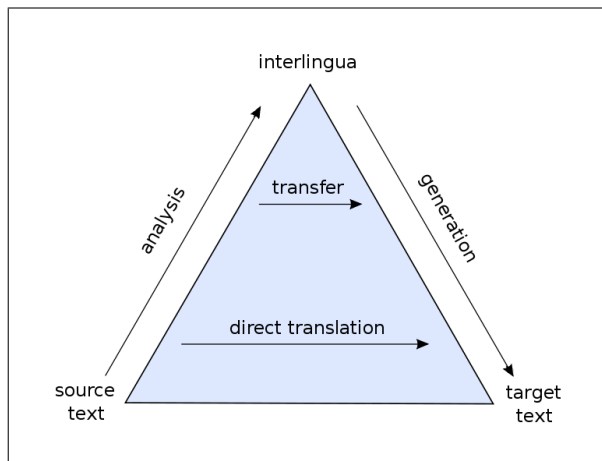 interlingua
transfer
analysis
generation
direct translation
source
text
target
text